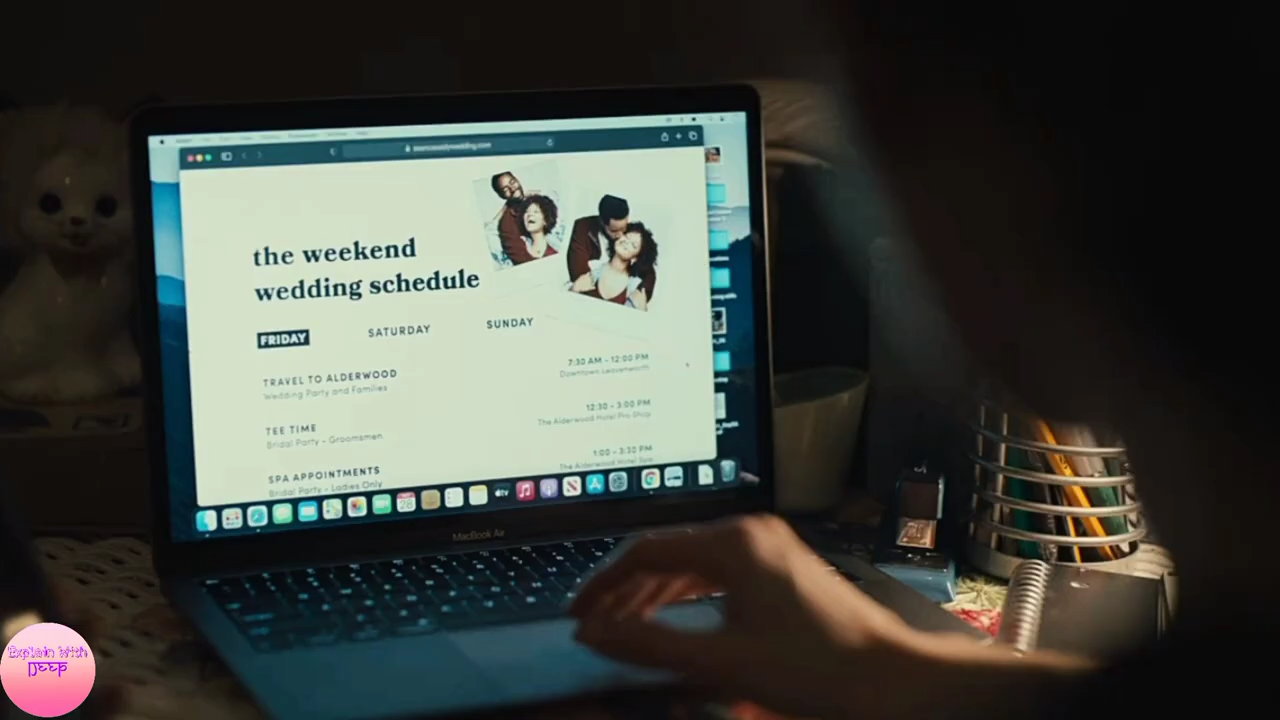 the weekend
wedding schedule
FRIDAY
SATURDAY
SUNDAY
TRAVEL TO ALDERWOOD
Wedding Party and Families
7:30 AM - 12:00 PM
Downtown Leavenworth
TEE TIME
Bridal Party - Groomsmen
12:30 - 3:00 PM
The Alderwood Hotel Pro Shop
SPA APPOINTMENTS
Bridal Party - Ladies Only
1:00 - 3:30 PM
The Alderwood Hotel Spa
MacBook Air
Explain With
Deep